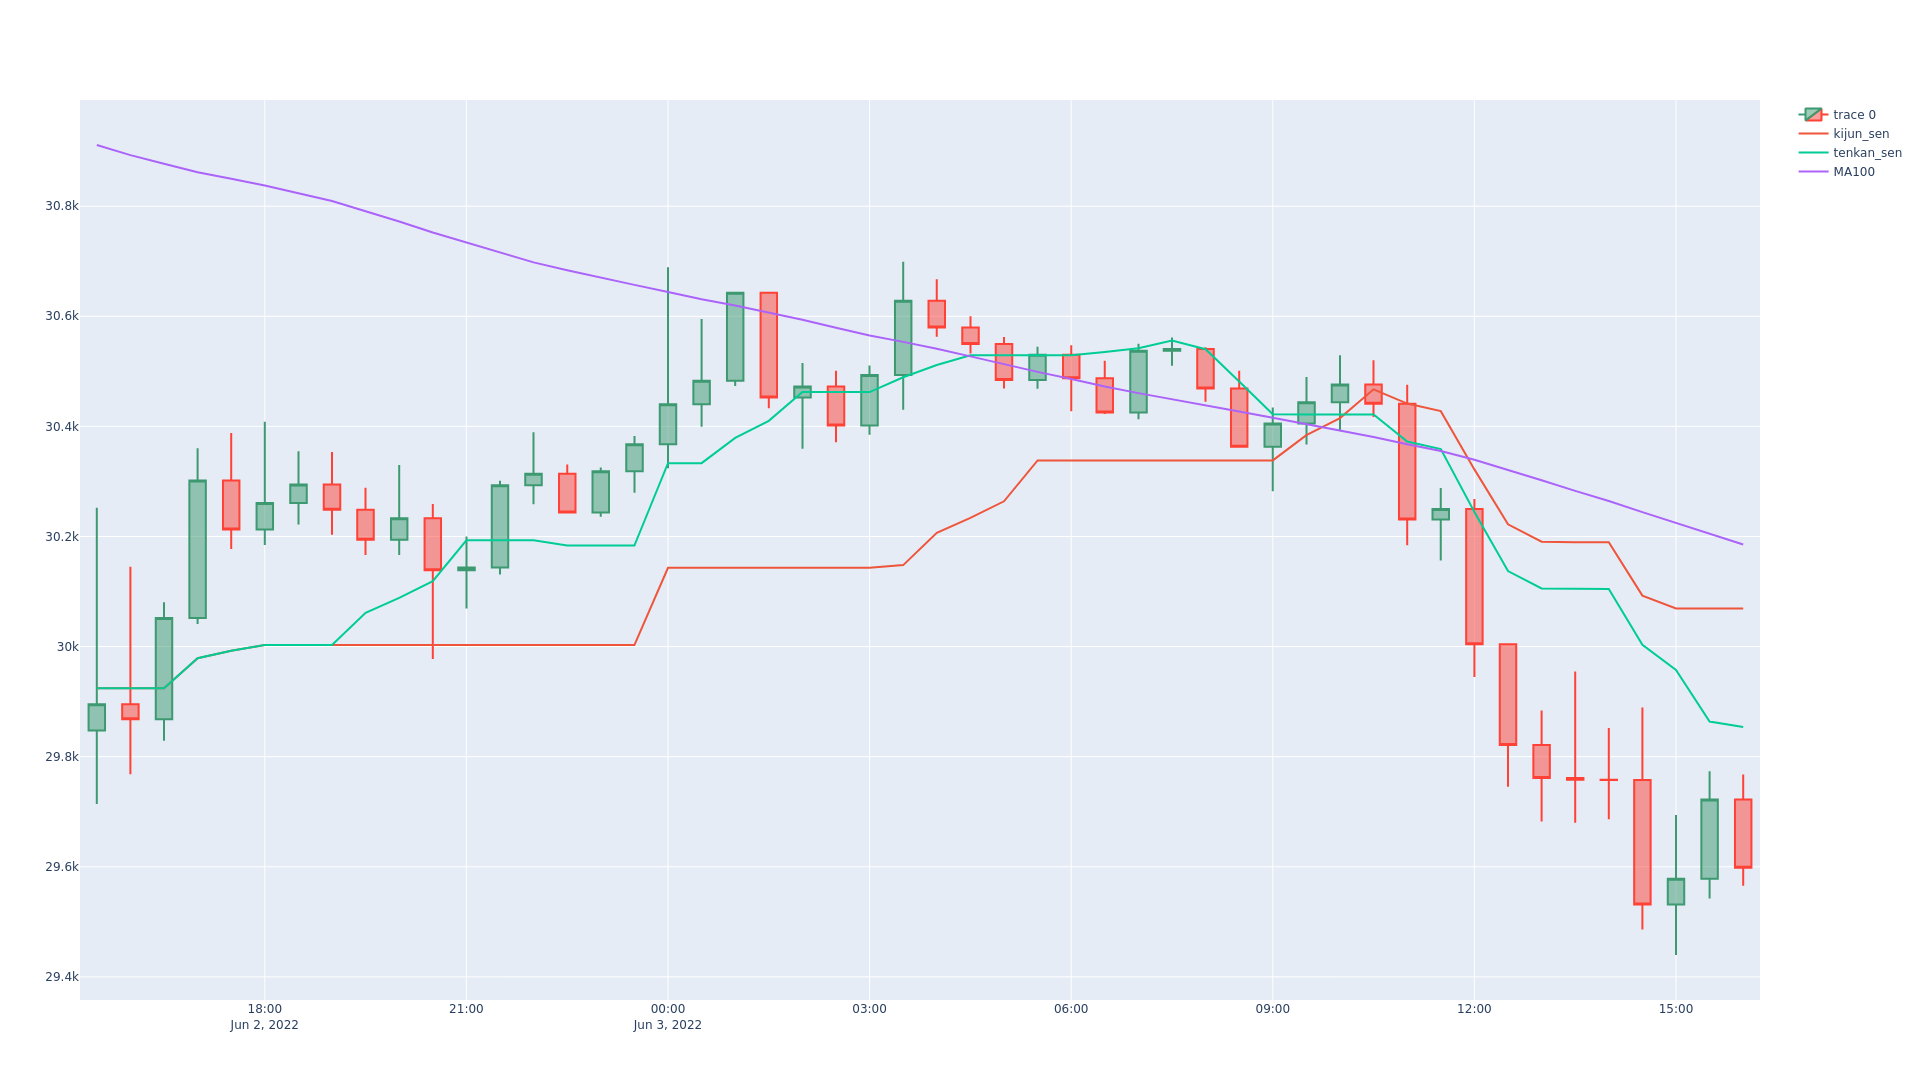 trace 0
kijun_sen
tenkan_sen
MA100
30.8k
30.6k
30.4k
30.2k
30k
29.8k
29.6k
29.4k
18:00 21:00 00:00 03:00 06:00 09:00 12:00 15:00
Jun 2, 2022 Jun 3, 2022